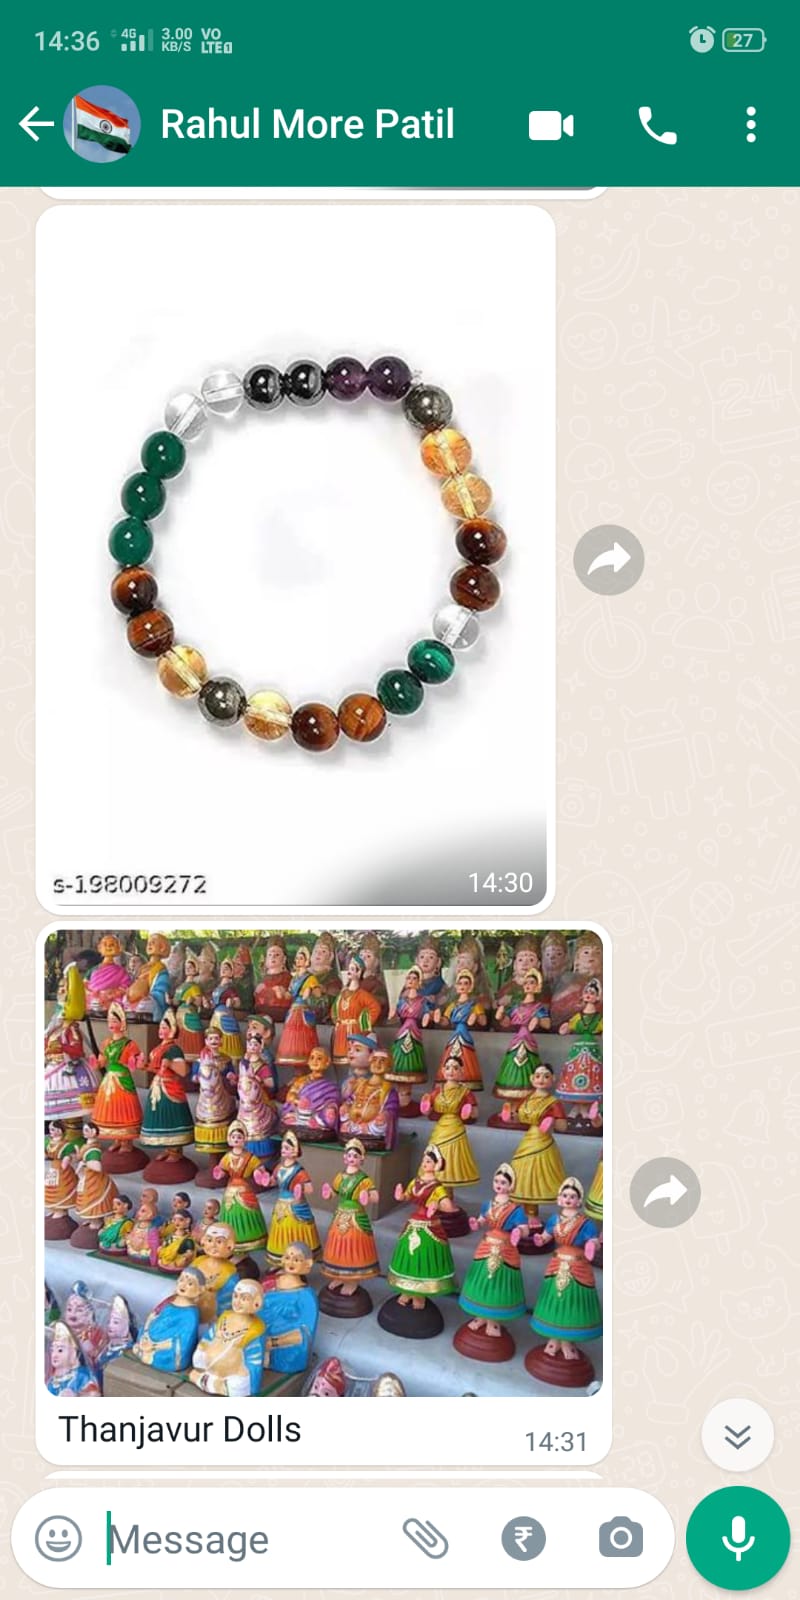 14:36 4G 3.00 KB/S VO LTE 27
Rahul More Patil
s-198009272
14:30
Thanjavur Dolls
14:31
Message